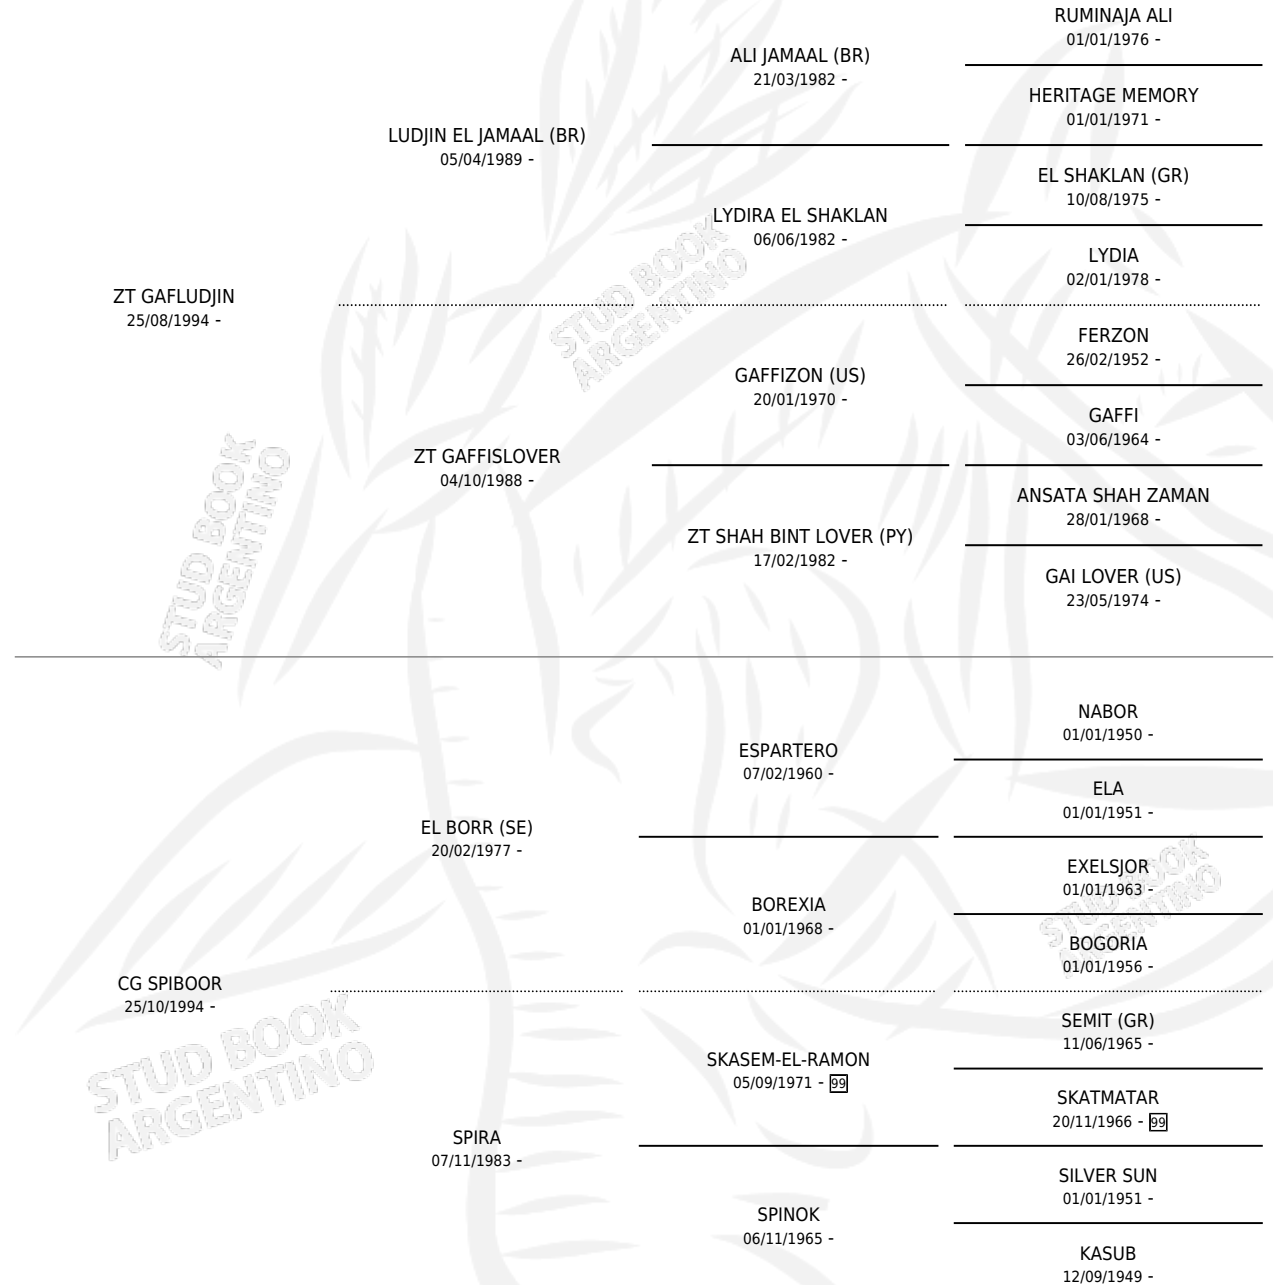 RUMINAJA ALI
01/01/1976 -
ALI JAMAAL (BR)
21/03/1982 -
HERITAGE MEMORY
01/01/1971 -
LUDJIN EL JAMAAL (BR)
05/04/1989 -
EL SHAKLAN (GR)
10/08/1975 -
LYDIRA EL SHAKLAN
06/06/1982 -
LYDIA
02/01/1978 -
ZT GAFLUDJIN
25/08/1994 -
FERZON
26/02/1952 -
GAFFIZON (US)
20/01/1970 -
GAFFI
03/06/1964 -
ZT GAFFISLOVER
04/10/1988 -
ANSATA SHAH ZAMAN
28/01/1968 -
ZT SHAH BINT LOVER (PY)
17/02/1982 -
GAI LOVER (US)
23/05/1974 -
STUD BOOK
ARGENTINO
STUD BOOK
ARGENTINO
NABOR
01/01/1950 -
ESPARTERO
07/02/1960 -
ELA
01/01/1951 -
EL BORR (SE)
20/02/1977 -
EXELSJOR
01/01/1963 -
BOREXIA
01/01/1968 -
BOGORIA
01/01/1956 -
CG SPIBOOR
25/10/1994 -
SEMIT (GR)
11/06/1965 -
SKASEM-EL-RAMON
05/09/1971 - 99
SKATMATAR
20/11/1966 - 99
SPIRA
07/11/1983 -
SILVER SUN
01/01/1951 -
SPINOK
06/11/1965 -
KASUB
12/09/1949 -
STUD BOOK
ARGENTINO
STUD BOOK
ARGENTINO